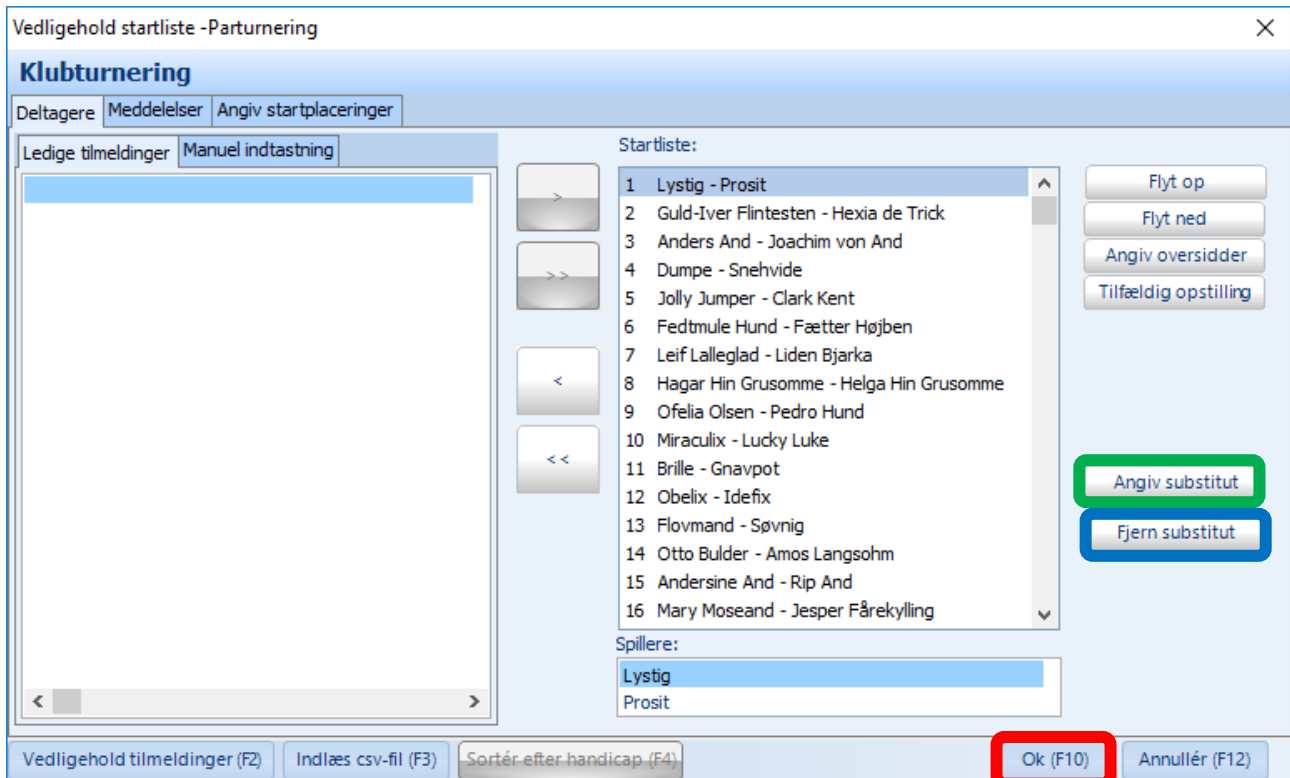 Vedligehold startliste -Parturnering
Klubturnering
Deltagere Meddelelser Angiv startplaceringer
Ledige tilmeldinger Manuel indtastning
>
>>
<
<<
Startliste:
1 Lystig - Prosit
2 Guld-Iver Flintesten - Hexia de Trick
3 Anders And - Joachim von And
4 Dumpe - Snehvide
5 Jolly Jumper - Clark Kent
6 Fedtmule Hund - Fætter Højben
7 Leif Lalleglad - Liden Bjarka
8 Hagar Hin Grusomme - Helga Hin Grusomme
9 Ofelia Olsen - Pedro Hund
10 Miraculix - Lucky Luke
11 Brille - Gnavpot
12 Obelix - Idefix
13 Flovmand - Søvnig
14 Otto Bulder - Amos Langsohm
15 Andersine And - Rip And
16 Mary Moseand - Jesper Fårekylling
Spillere:
Lystig
Prosit
Flyt op
Flyt ned
Angiv oversidder
Tilfældig opstilling
Angiv substitut
Fjern substitut
Vedligehold tilmeldinger (F2) Indlæs csv-fil (F3) Sortér efter handicap (F4) Ok (F10) Annullér (F12)